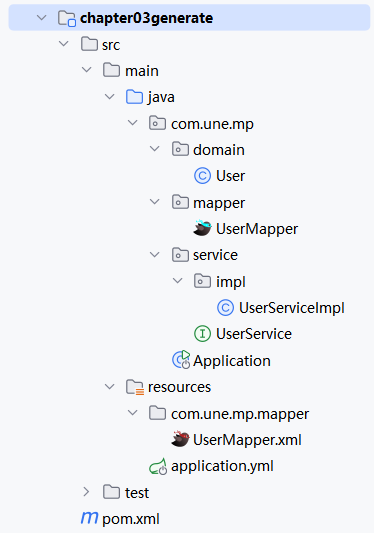 chapter03generate
src
main
java
com.une.mp
domain
User
mapper
UserMapper
service
impl
UserServiceImpl
UserService
Application
resources
com.une.mp.mapper
UserMapper.xml
application.yml
test
pom.xml